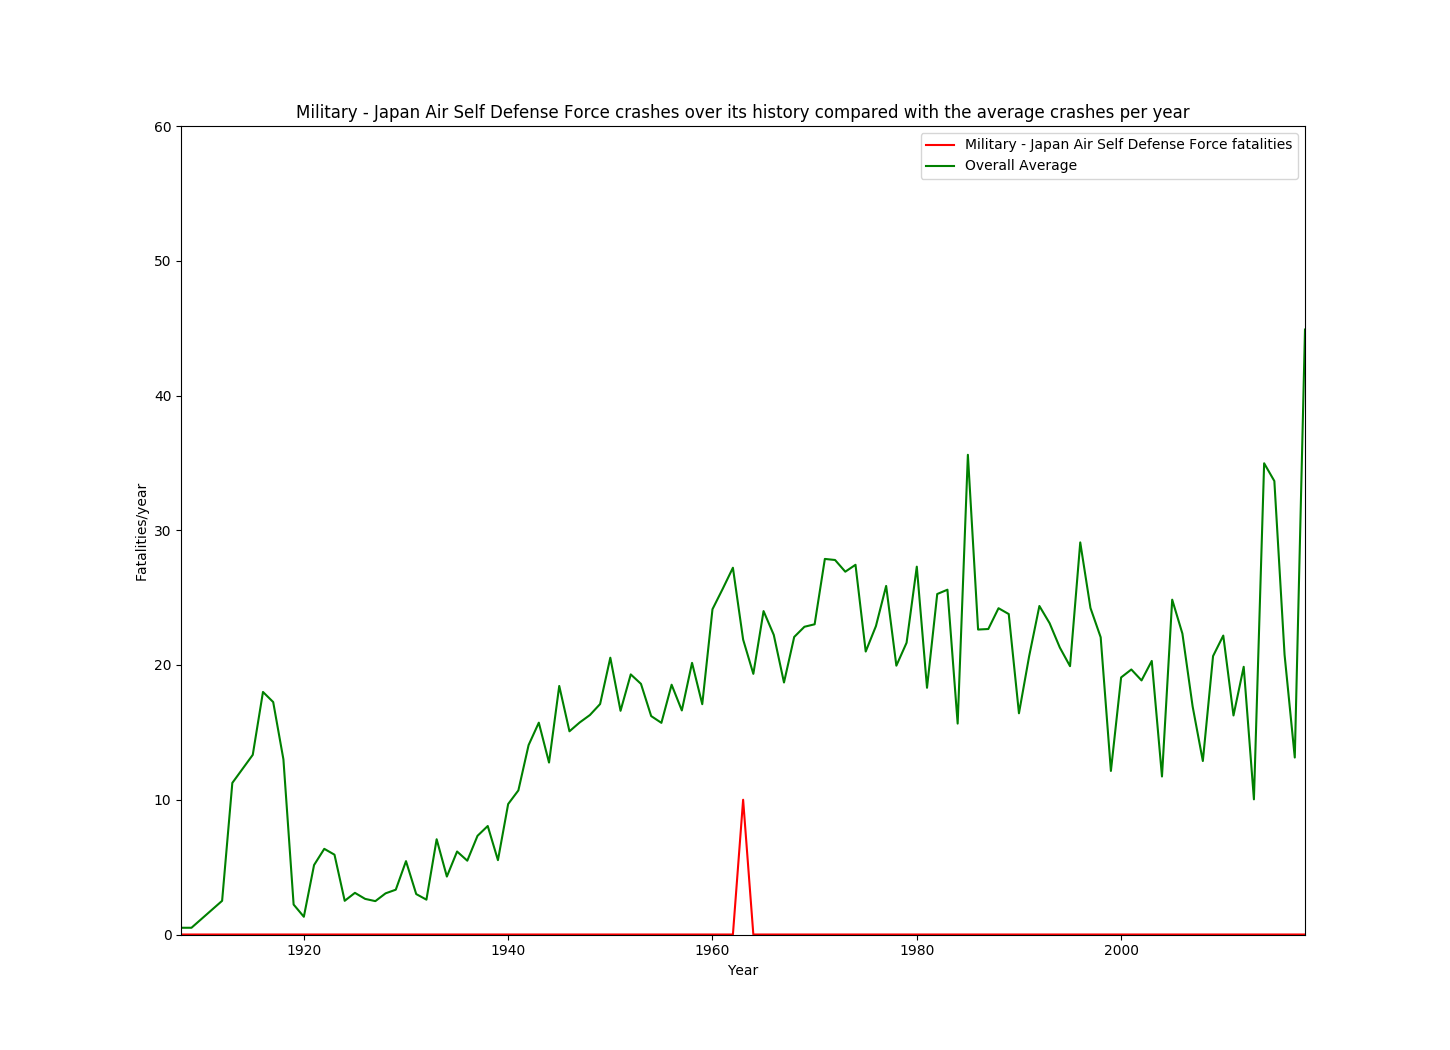 Military - Japan Air Self Defense Force crashes over its history compared with the average crashes per year
Military - Japan Air Self Defense Force fatalities
Overall Average
60
50
40
30
20
10
0
Fatalities/year
1920 1940 1960 1980 2000
Year